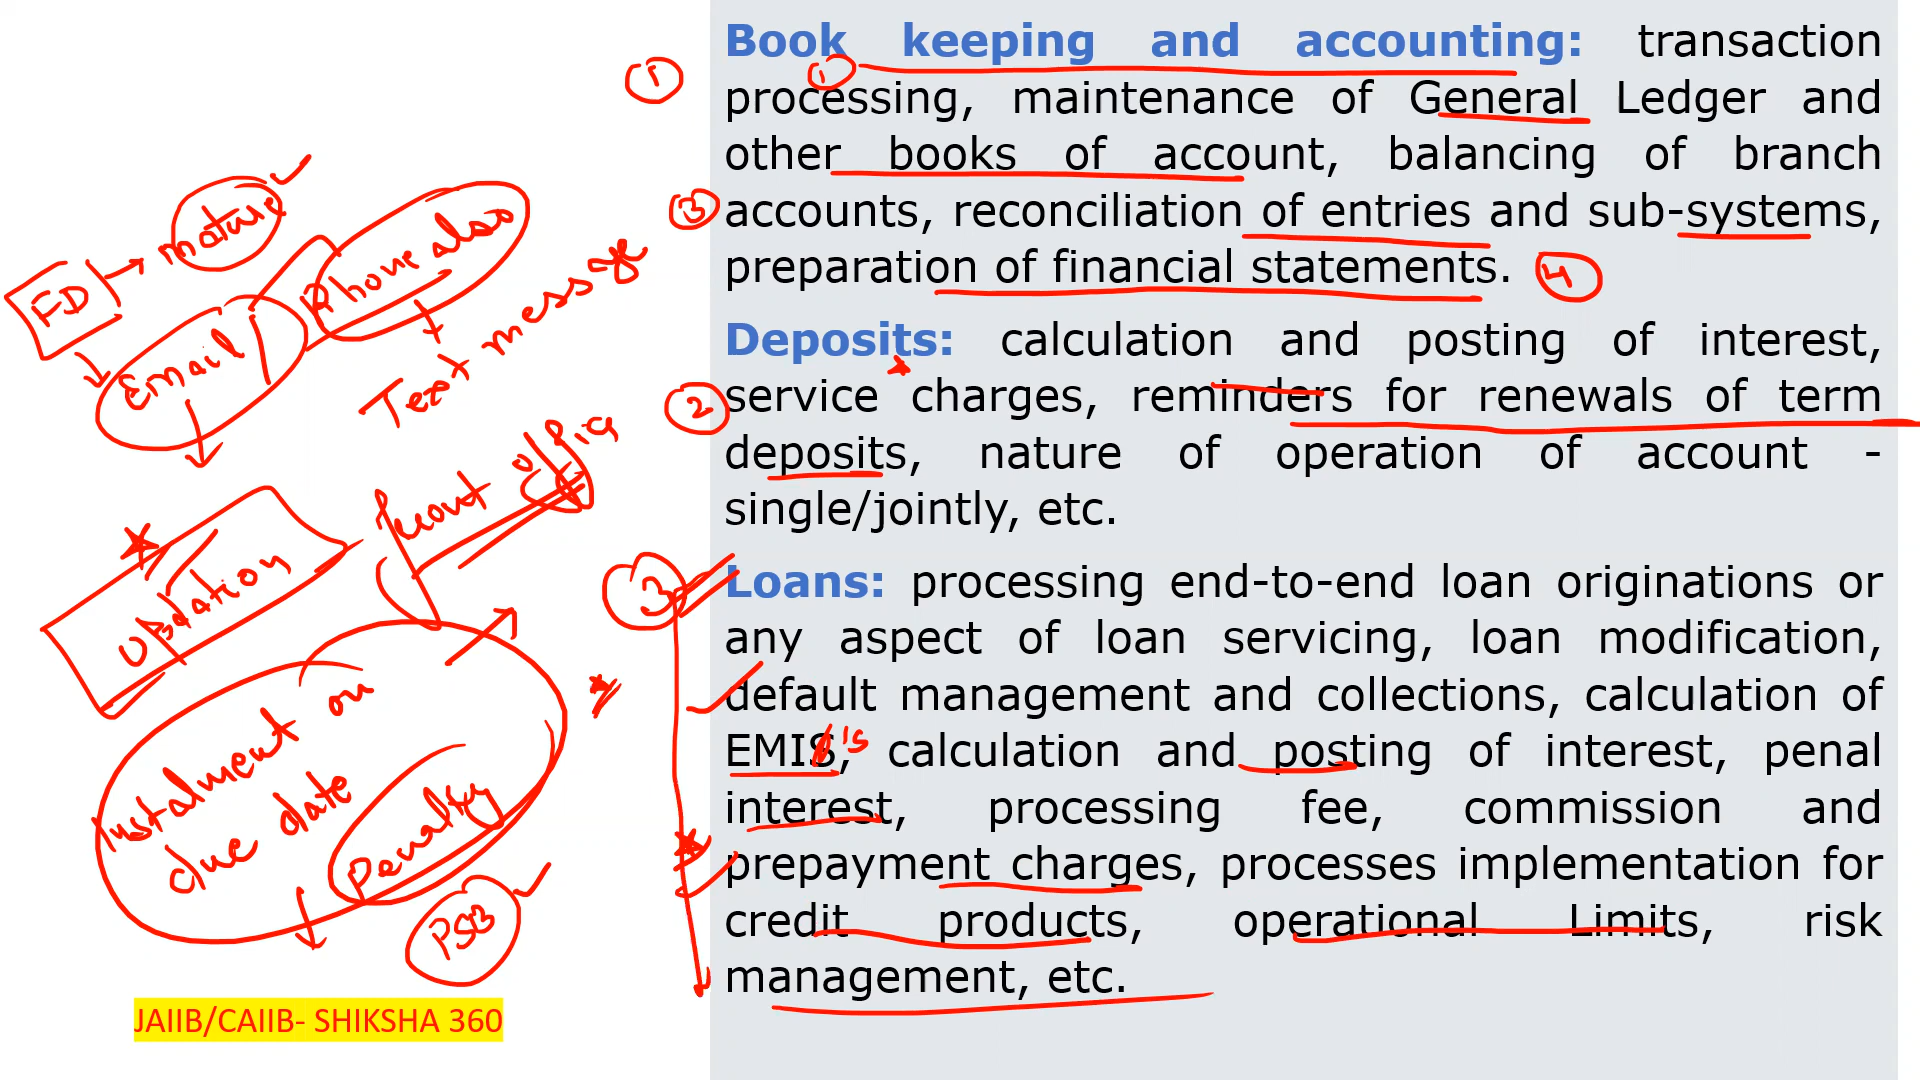 Book keeping and accounting: transaction
processing, maintenance of General Ledger and
other books of account, balancing of branch
accounts, reconciliation of entries and sub-systems,
preparation of financial statements.
Deposits: calculation and posting of interest,
service charges, reminders for renewals of term
deposits, nature of operation of account -
single/jointly, etc.
Loans: processing end-to-end loan originations or
any aspect of loan servicing, loan modification,
default management and collections, calculation of
EMIS, calculation and posting of interest, penal
interest, processing fee, commission and
prepayment charges, processes implementation for
credit products, operational Limits, risk
management, etc.
1
1
3
4
2
3
's
FD
mature
Email
Phone also
Text message
Updation
Instalment on
due date
Penalty
PSB
JAIIB/CAIIB- SHIKSHA 360